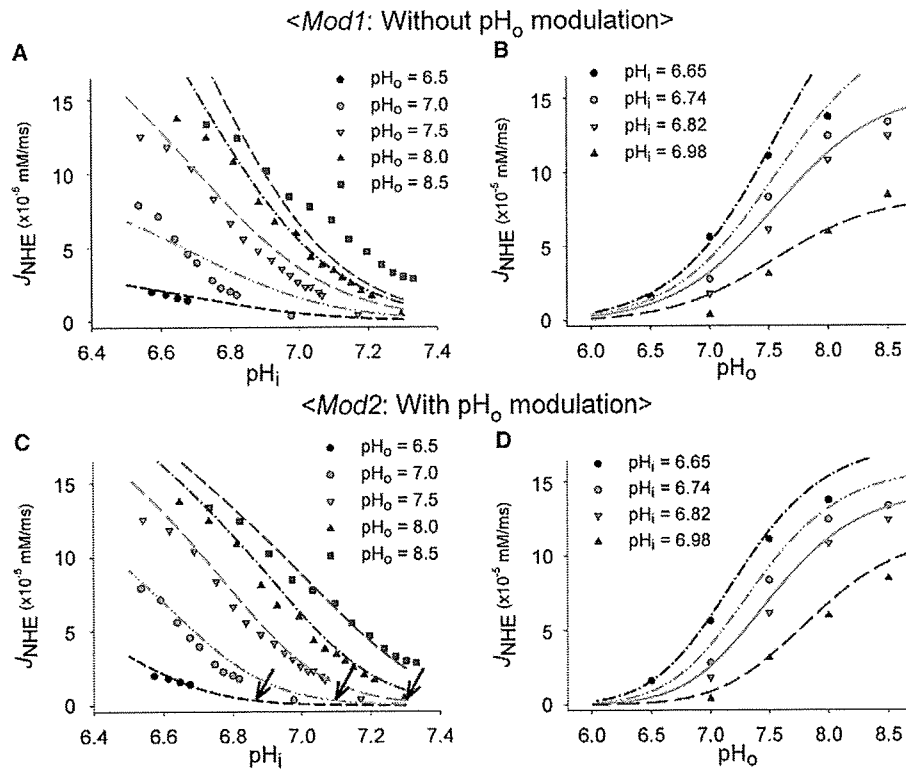 <Mod1: Without pHo modulation>
A
B
pHo = 6.5
pHo = 7.0
pHo = 7.5
pHo = 8.0
pHo = 8.5
pHi = 6.65
pHi = 6.74
pHi = 6.82
pHi = 6.98
JNHE (x10-5 mM/ms)
15
10
5
0
6.4 6.6 6.8 7.0 7.2 7.4
pHi
JNHE (x10-5 mM/ms)
15
10
5
0
6.0 6.5 7.0 7.5 8.0 8.5
pHo
<Mod2: With pHo modulation>
C
D
pHo = 6.5
pHo = 7.0
pHo = 7.5
pHo = 8.0
pHo = 8.5
pHi = 6.65
pHi = 6.74
pHi = 6.82
pHi = 6.98
JNHE (x10-5 mM/ms)
15
10
5
0
6.4 6.6 6.8 7.0 7.2 7.4
pHi
JNHE (x10-5 mM/ms)
15
10
5
0
6.0 6.5 7.0 7.5 8.0 8.5
pHo